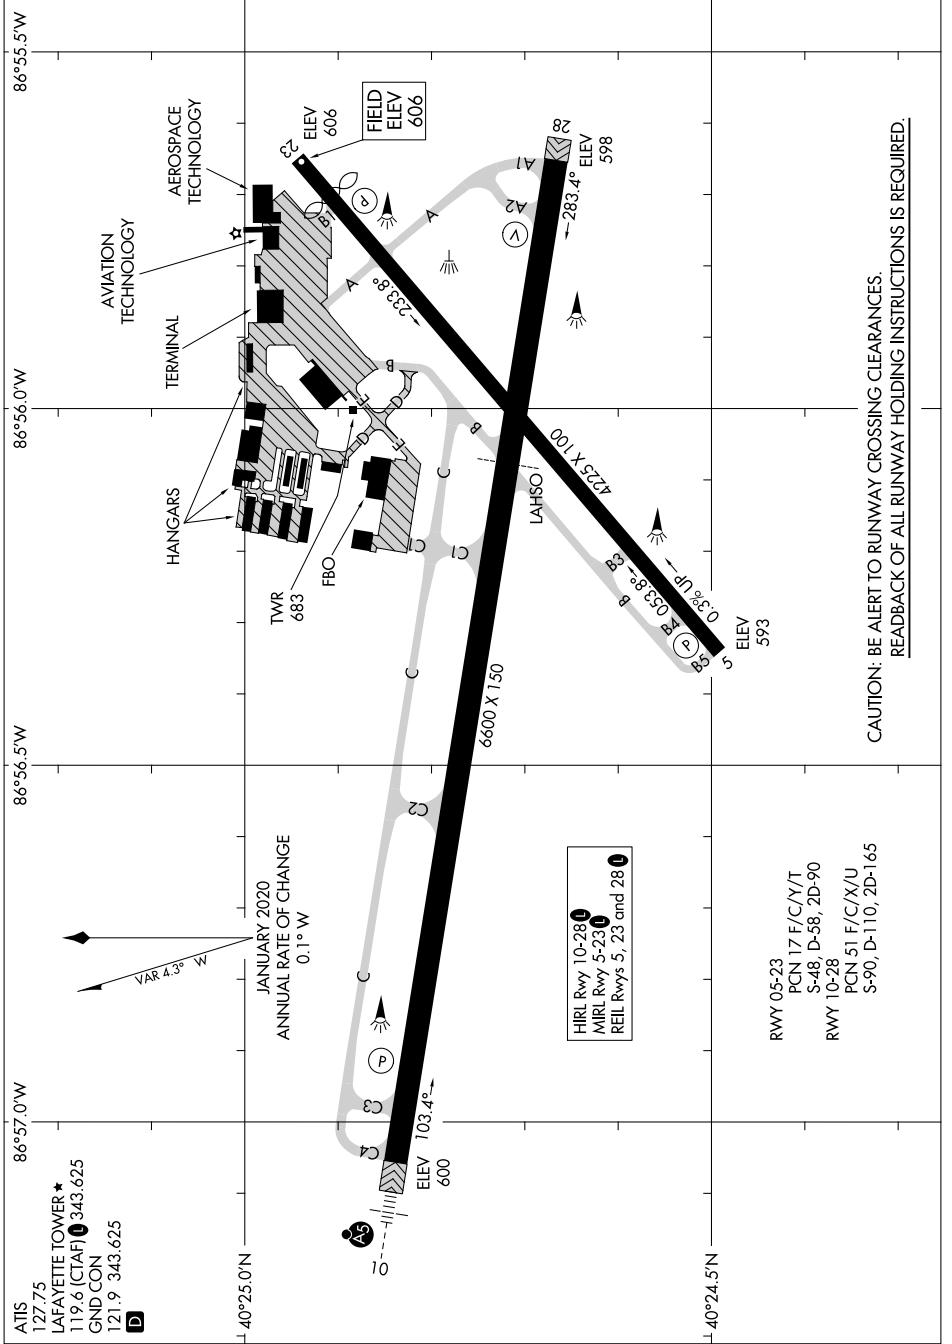 ATIS
127.75
LAFAYETTE TOWER ★
119.6 (CTAF) L 343.625
GND CON
121.9 343.625
D
86°57.0'W
86°56.5'W
86°56.0'W
86°55.5'W
40°25.0'N
40°24.5'N
VAR 4.3° W
JANUARY 2020
ANNUAL RATE OF CHANGE
0.1° W
HANGARS
TERMINAL
AVIATION
TECHNOLOGY
AEROSPACE
TECHNOLOGY
TWR
683
FBO
23
ELEV
606
FIELD
ELEV
606
B1
P
A
A
A1
A2
V
28
ELEV
598
283.4°
233.8°
B
B
D
D
E
E
C
C1
C1
C
C2
C
C3
C4
P
A5
10
ELEV
600
103.4°
6600 X 150
LAHSO
4225 X 100
B3
B
B4
B5
P
053.8°
0.3% UP
5
ELEV
593
HIRL Rwy 10-28 L
MIRL Rwy 5-23 L
REIL Rwys 5, 23 and 28 L
RWY 05-23
PCN 17 F/C/Y/T
S-48, D-58, 2D-90
RWY 10-28
PCN 51 F/C/X/U
S-90, D-110, 2D-165
CAUTION: BE ALERT TO RUNWAY CROSSING CLEARANCES.
READBACK OF ALL RUNWAY HOLDING INSTRUCTIONS IS REQUIRED.